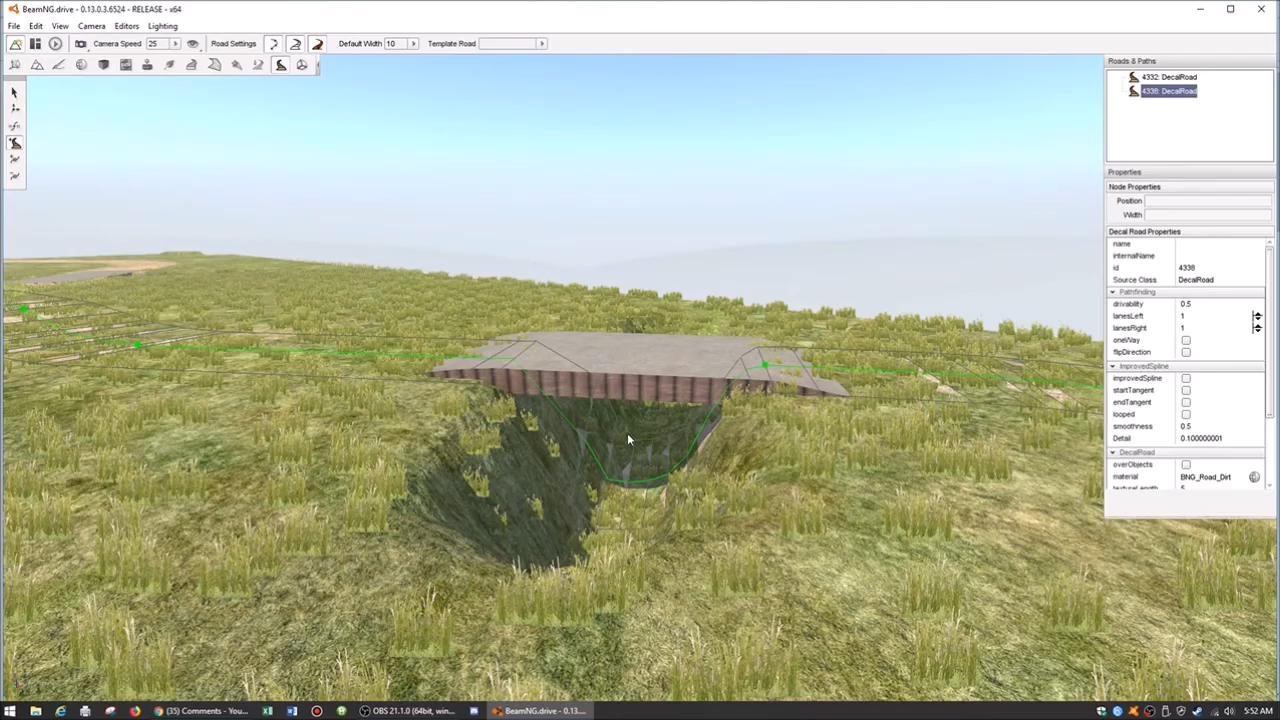 BeamNG.drive - 0.13.0.3.6524 - RELEASE - x64
File Edit View Camera Editors Lighting
Camera Speed 25 Road Settings Default Width 10 Template Road
Roads & Paths
4332: DecalRoad
4338: DecalRoad
Properties
Node Properties
Position
Width
Decal Road Properties
name
internalName
id 4338
Source Class DecalRoad
Pathfinding
drivability 0.5
lanesLeft 1
lanesRight 1
oneWay
flipDirection
ImprovedSpline
improvedSpline
startTangent
endTangent
looped
smoothness 0.5
Detail 0.100000001
DecalRoad
overObjects
material BNG_Road_Dirt
textureLength 5
(35) Comments - You... OBS 21.1.0 (64bit, win... BeamNG.drive - 0.13.... 5:52 AM